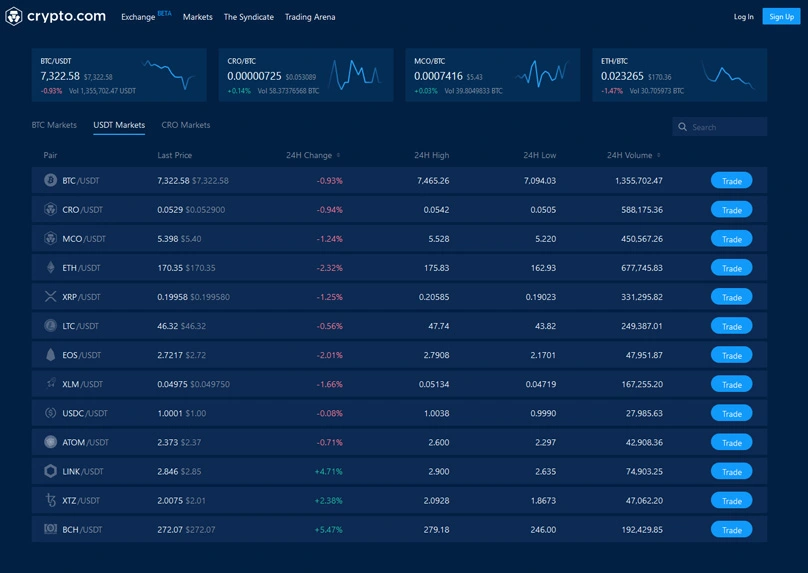 crypto.com Exchange BETA Markets The Syndicate Trading Arena Log In Sign Up
BTC/USDT
7,322.58 $7,322.58
-0.93% Vol 1,355,702.47 USDT
CRO/BTC
0.00000725 $0.053089
+0.14% Vol 58.37376568 BTC
MCO/BTC
0.0007416 $5.43
+0.03% Vol 39.8049833 BTC
ETH/BTC
0.023265 $170.36
-1.47% Vol 30.705973 BTC
BTC Markets USDT Markets CRO Markets Search
Pair Last Price 24H Change 24H High 24H Low 24H Volume
BTC/USDT 7,322.58 $7,322.58 -0.93% 7,465.26 7,094.03 1,355,702.47 Trade
CRO/USDT 0.0529 $0.052900 -0.94% 0.0542 0.0505 588,175.36 Trade
MCO/USDT 5.398 $5.40 -1.24% 5.528 5.220 450,567.26 Trade
ETH/USDT 170.35 $170.35 -2.32% 175.83 162.93 677,745.83 Trade
XRP/USDT 0.19958 $0.199580 -1.25% 0.20585 0.19023 331,295.82 Trade
LTC/USDT 46.32 $46.32 -0.56% 47.74 43.82 249,387.01 Trade
EOS/USDT 2.7217 $2.72 -2.01% 2.7908 2.1701 47,951.87 Trade
XLM/USDT 0.04975 $0.049750 -1.66% 0.05134 0.04719 167,255.20 Trade
USDC/USDT 1.0001 $1.00 -0.08% 1.0038 0.9990 27,985.63 Trade
ATOM/USDT 2.373 $2.37 -0.71% 2.600 2.297 42,908.36 Trade
LINK/USDT 2.846 $2.85 +4.71% 2.900 2.635 74,903.25 Trade
XTZ/USDT 2.0075 $2.01 +2.38% 2.0928 1.8673 47,062.20 Trade
BCH/USDT 272.07 $272.07 +5.47% 279.18 246.00 192,429.85 Trade